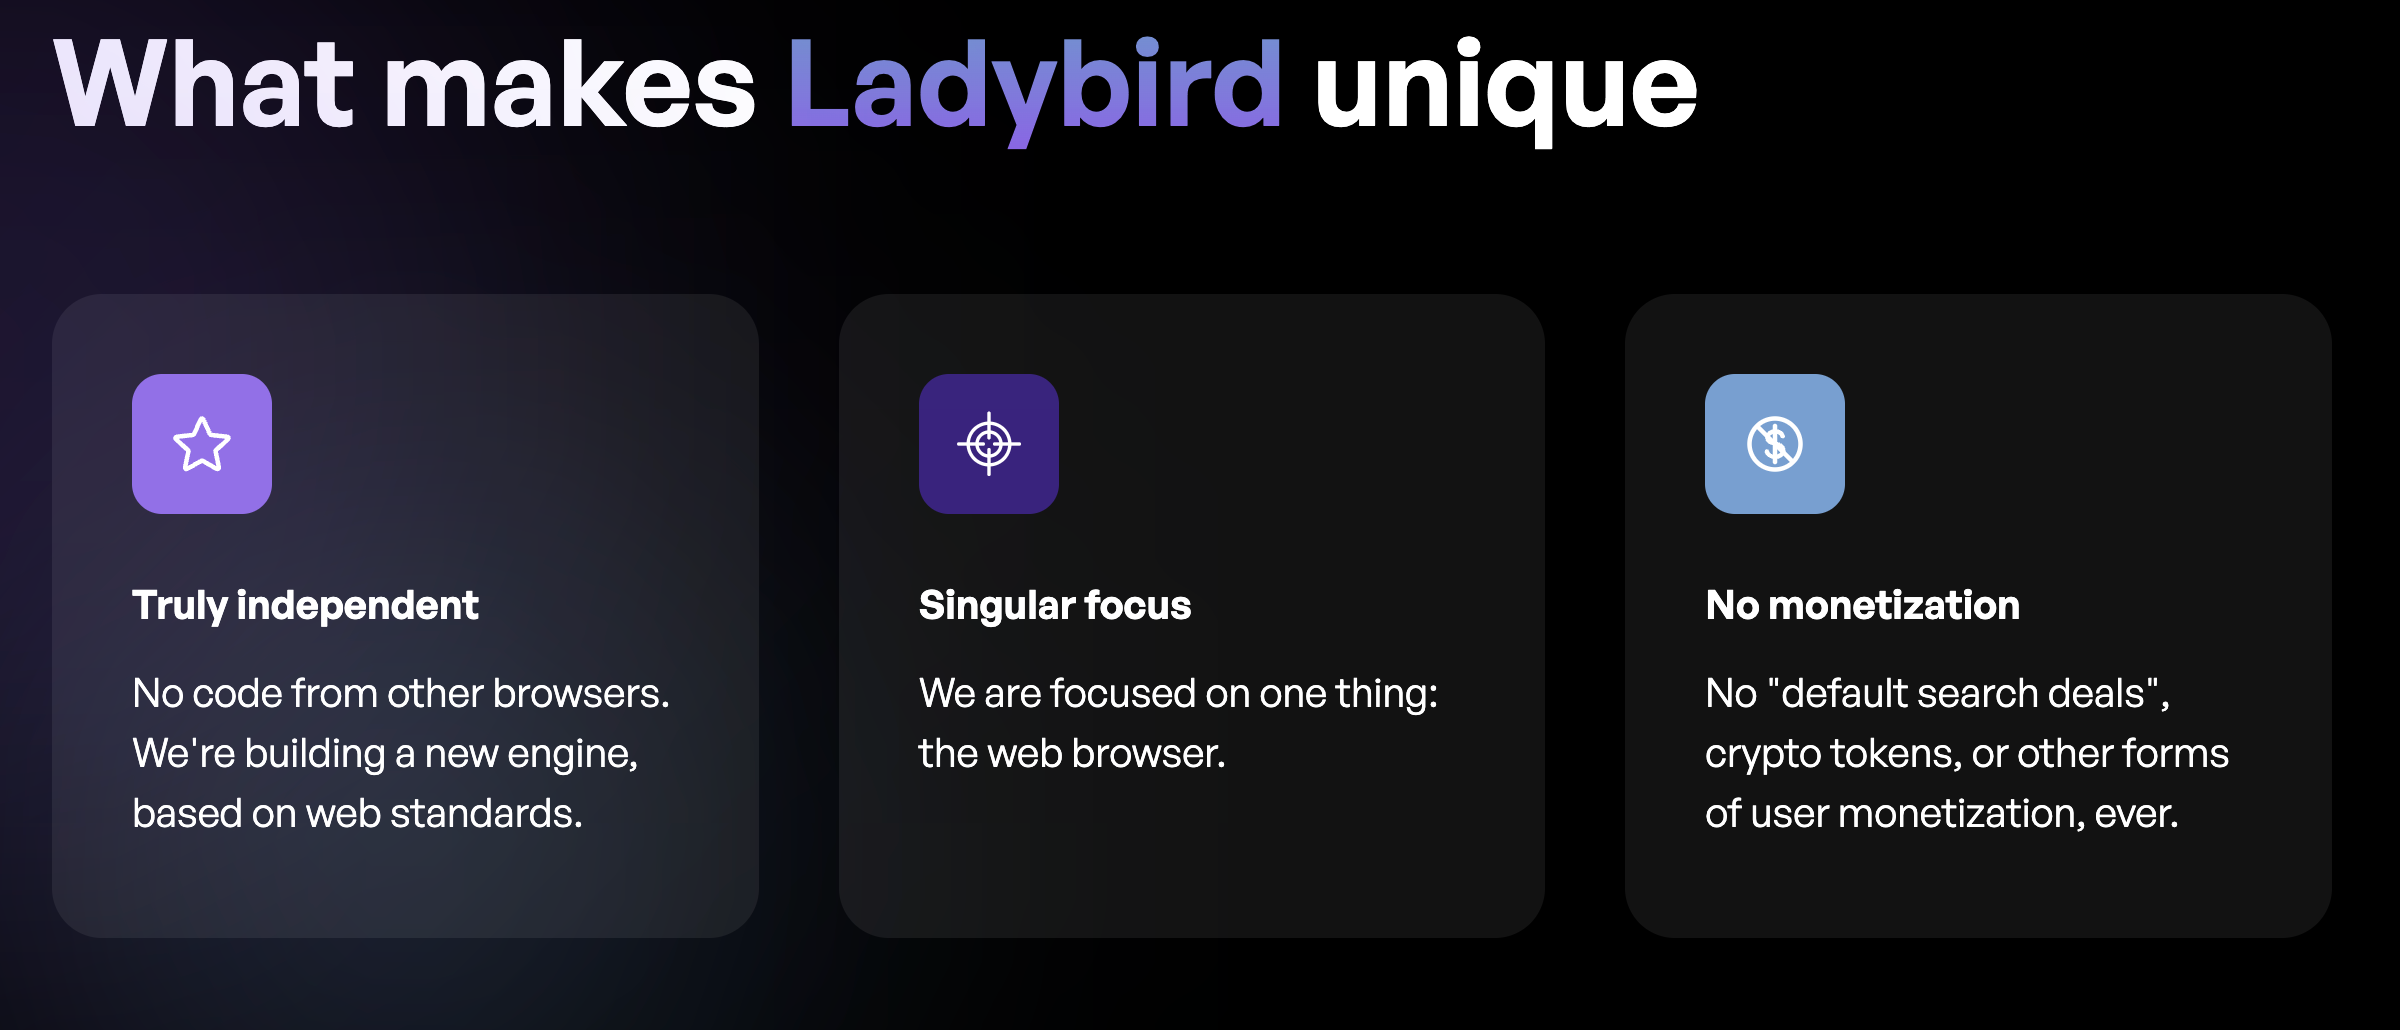 What makes Ladybird unique
Truly independent
No code from other browsers.
We're building a new engine,
based on web standards.
Singular focus
We are focused on one thing:
the web browser.
No monetization
No "default search deals",
crypto tokens, or other forms
of user monetization, ever.